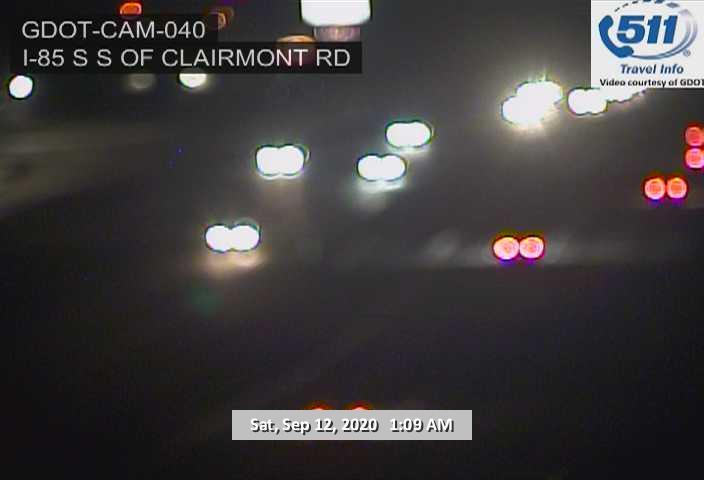 GDOT-CAM-040
I-85 S S OF CLAIRMONT RD
511
Travel Info
Video courtesy of GDOT
Sat, Sep 12, 2020 1:09 AM